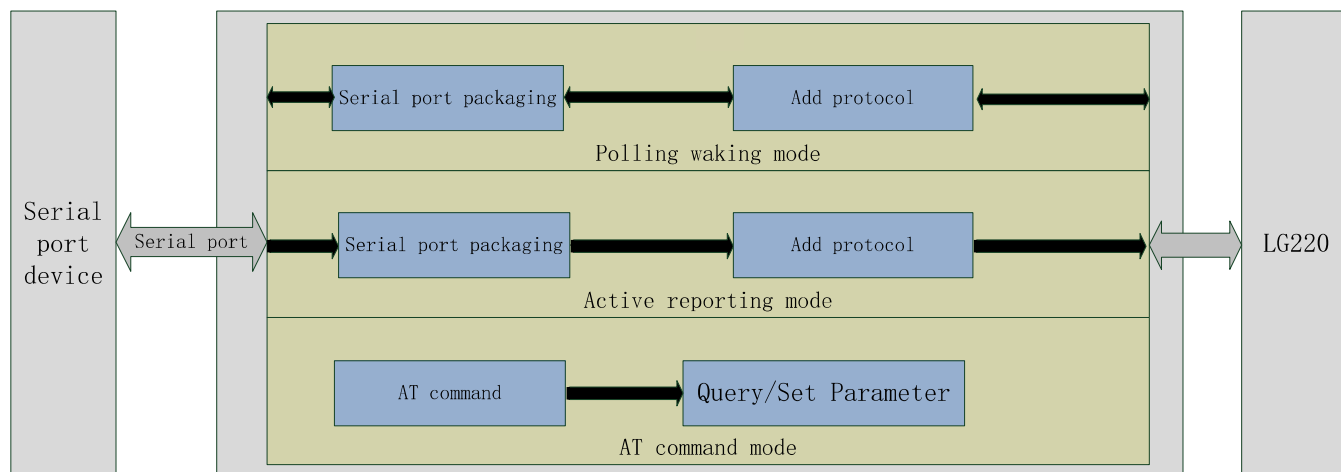 Serial port packaging
Add protocol
Polling waking mode
Serial
port
device
Serial port
Serial port packaging
Add protocol
LG220
Active reporting mode
AT command
Query/Set Parameter
AT command mode